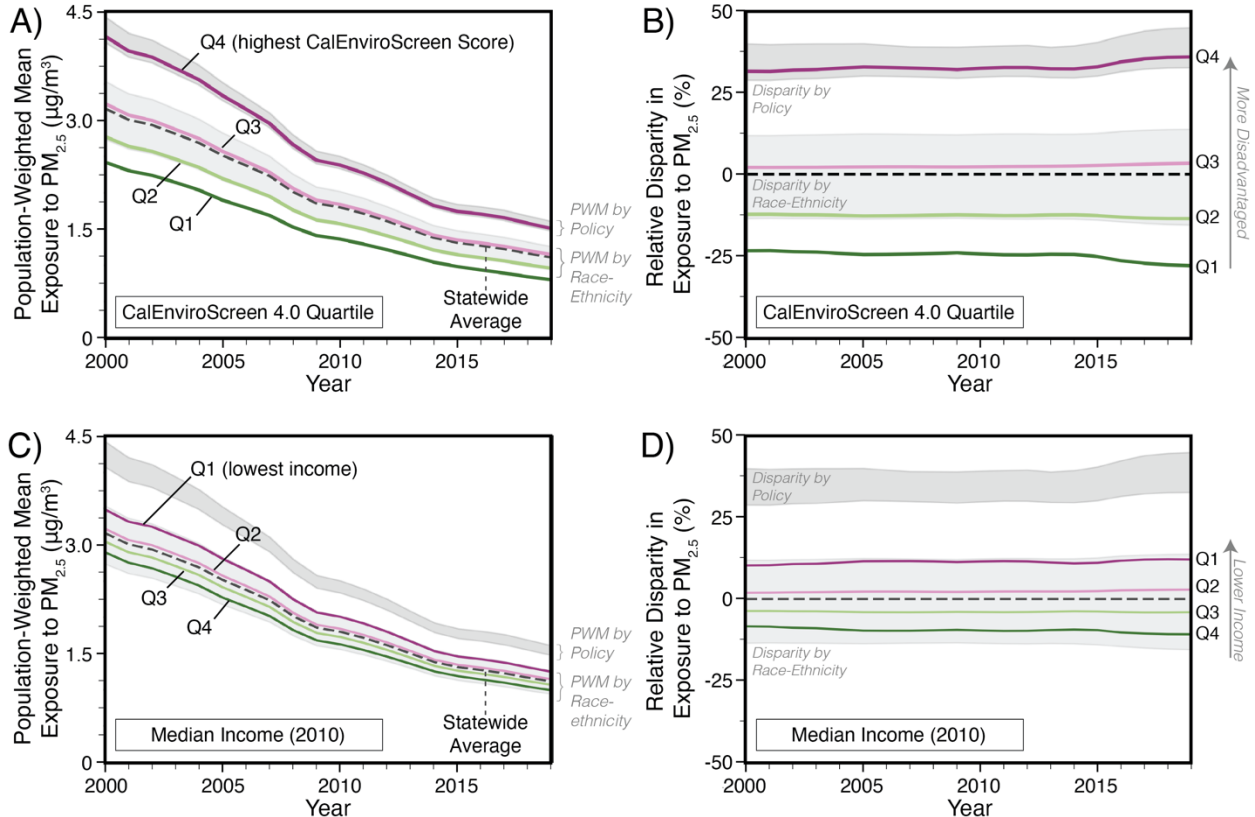 A)
Population-Weighted Mean
Exposure to PM2.5 (µg/m³)
4.5
3.0
1.5
0
Q4 (highest CalEnviroScreen Score)
Q3
Q2
Q1
PWM by
Policy
PWM by
Race-
Ethnicity
Statewide
Average
CalEnviroScreen 4.0 Quartile
2000
2005
2010
2015
Year
B)
Relative Disparity in
Exposure to PM2.5 (%)
50
25
0
-25
-50
Disparity by
Policy
Disparity by
Race-Ethnicity
Q4
Q3
Q2
Q1
More Disadvantaged
CalEnviroScreen 4.0 Quartile
2000
2005
2010
2015
Year
C)
Population-Weighted Mean
Exposure to PM2.5 (µg/m³)
4.5
3.0
1.5
0
Q1 (lowest income)
Q2
Q3
Q4
PWM by
Policy
PWM by
Race-
ethnicity
Statewide
Average
Median Income (2010)
2000
2005
2010
2015
Year
D)
Relative Disparity in
Exposure to PM2.5 (%)
50
25
0
-25
-50
Disparity by
Policy
Disparity by
Race-Ethnicity
Q1
Q2
Q3
Q4
Lower Income
Median Income (2010)
2000
2005
2010
2015
Year